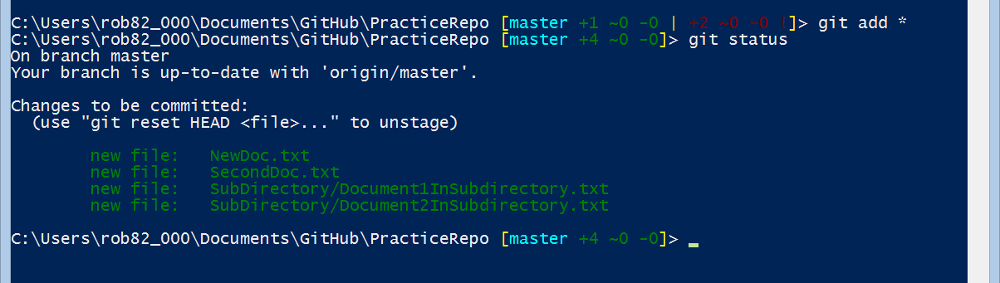 C:\Users\rob82_000\Documents\GitHub\PracticeRepo [master +1 ~0 -0 | +2 ~0 -0 !]> git add *
C:\Users\rob82_000\Documents\GitHub\PracticeRepo [master +4 ~0 -0]> git status
On branch master
Your branch is up-to-date with 'origin/master'.
Changes to be committed:
  (use "git reset HEAD <file>..." to unstage)
        new file:   NewDoc.txt
        new file:   SecondDoc.txt
        new file:   SubDirectory/Document1InSubdirectory.txt
        new file:   SubDirectory/Document2InSubdirectory.txt
C:\Users\rob82_000\Documents\GitHub\PracticeRepo [master +4 ~0 -0]>